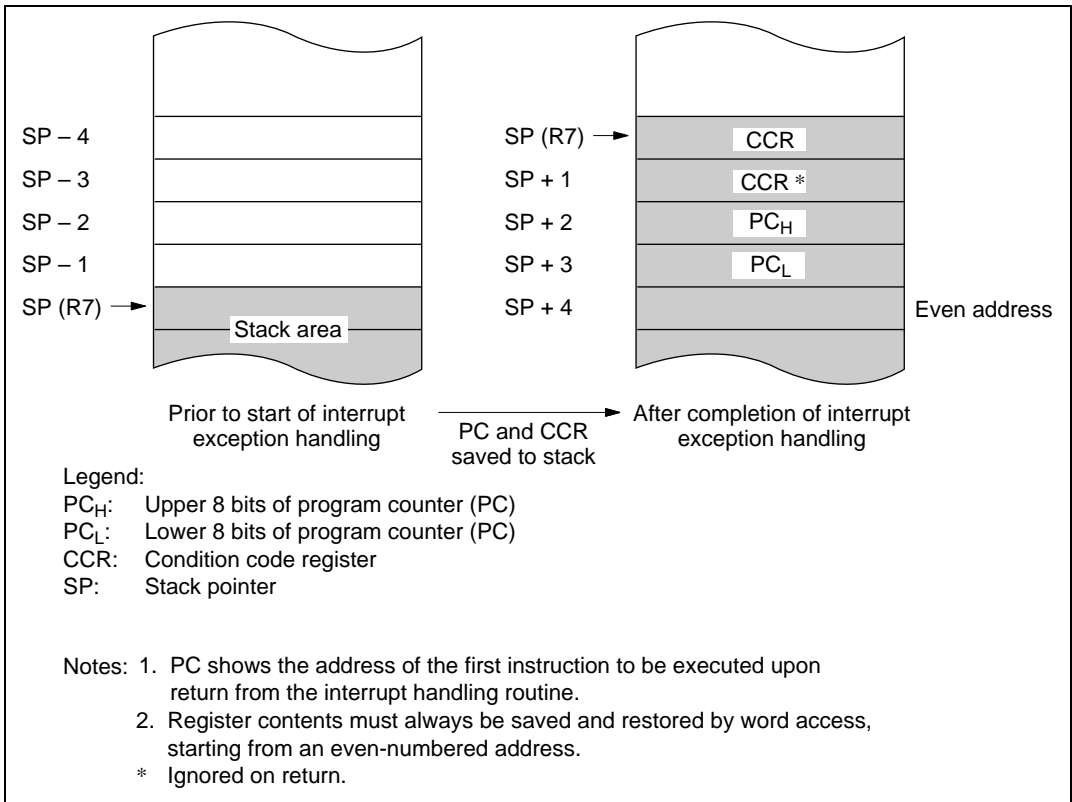 SP – 4
SP – 3
SP – 2
SP – 1
SP (R7)
Stack area
SP (R7)
SP + 1
SP + 2
SP + 3
SP + 4
CCR
CCR *
PCH
PCL
Even address
Prior to start of interrupt
exception handling
PC and CCR
saved to stack
After completion of interrupt
exception handling
Legend:
PCH: Upper 8 bits of program counter (PC)
PCL: Lower 8 bits of program counter (PC)
CCR: Condition code register
SP: Stack pointer
Notes: 1. PC shows the address of the first instruction to be executed upon
return from the interrupt handling routine.
2. Register contents must always be saved and restored by word access,
starting from an even-numbered address.
* Ignored on return.